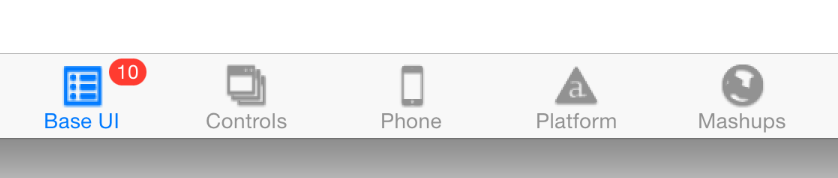 10
Base UI
Controls
Phone
a
Platform
Mashups